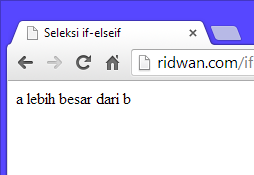 Seleksi if-elseif
ridwan.com/if
a lebih besar dari b